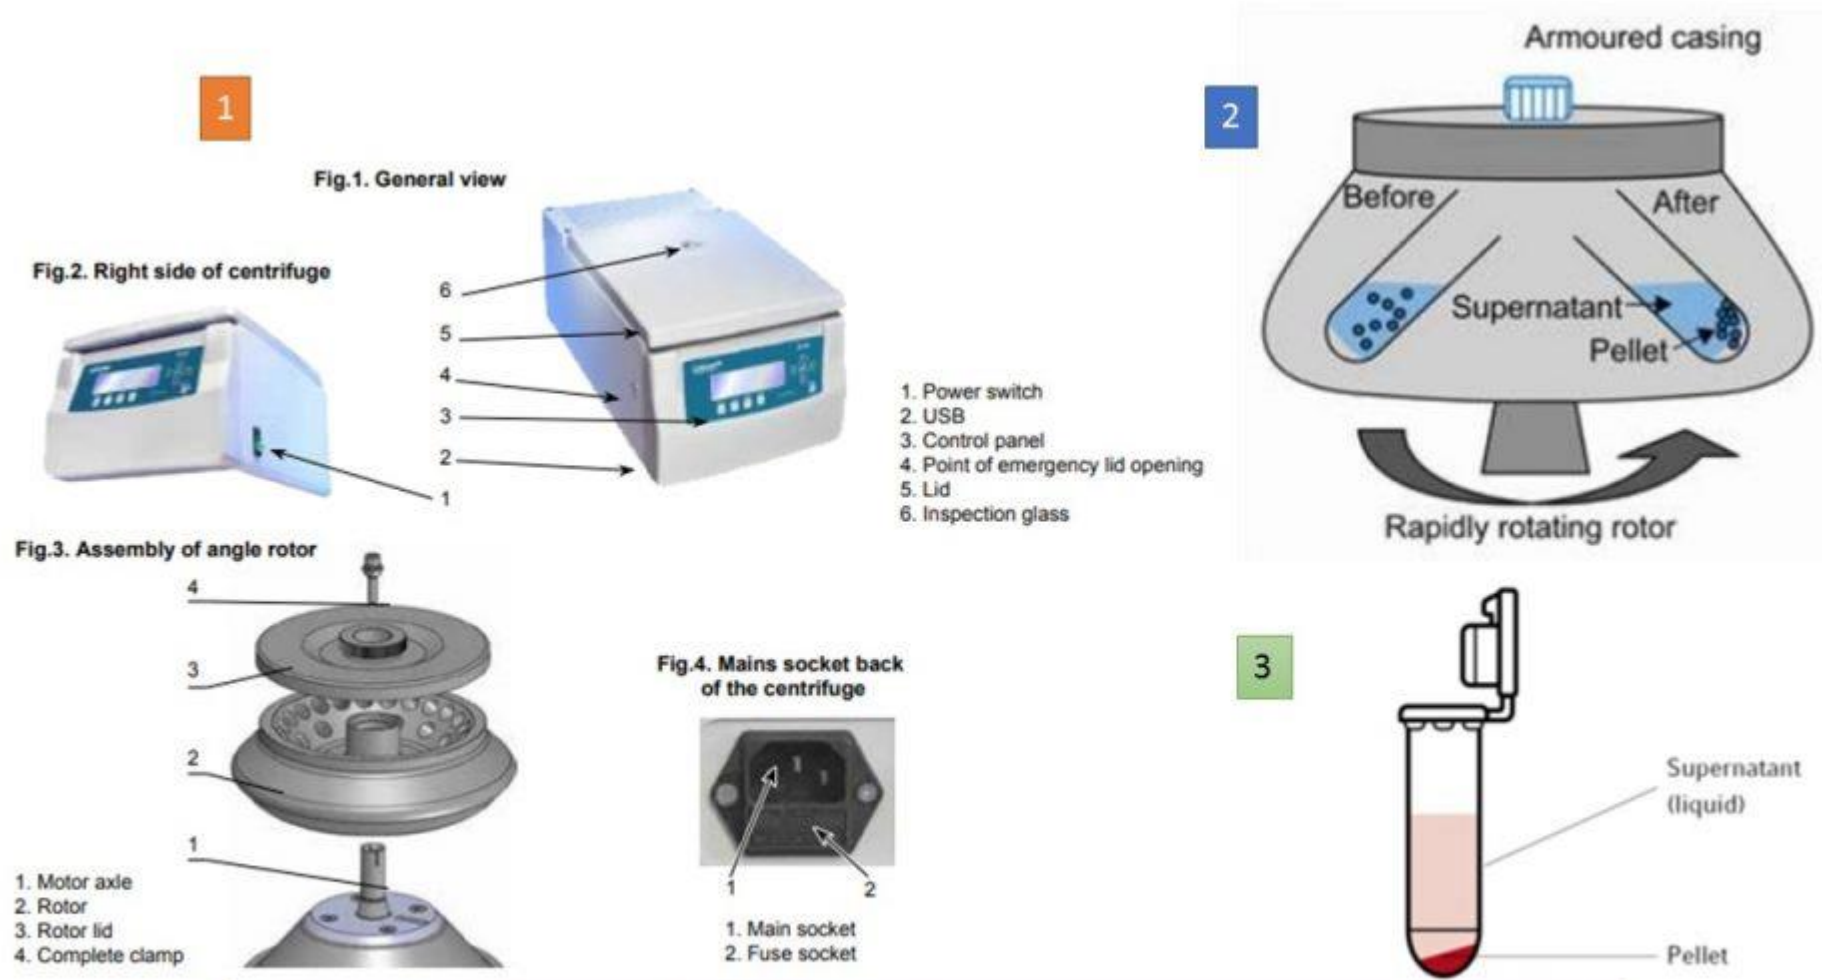 1
Fig.1. General view
Fig.2. Right side of centrifuge
6
5
4
3
2
1
1. Power switch
2. USB
3. Control panel
4. Point of emergency lid opening
5. Lid
6. Inspection glass
Fig.3. Assembly of angle rotor
4
3
2
1
1. Motor axle
2. Rotor
3. Rotor lid
4. Complete clamp
Fig.4. Mains socket back
of the centrifuge
1
2
1. Main socket
2. Fuse socket
2
Armoured casing
Before
After
Supernatant
Pellet
Rapidly rotating rotor
3
Supernatant
(liquid)
Pellet